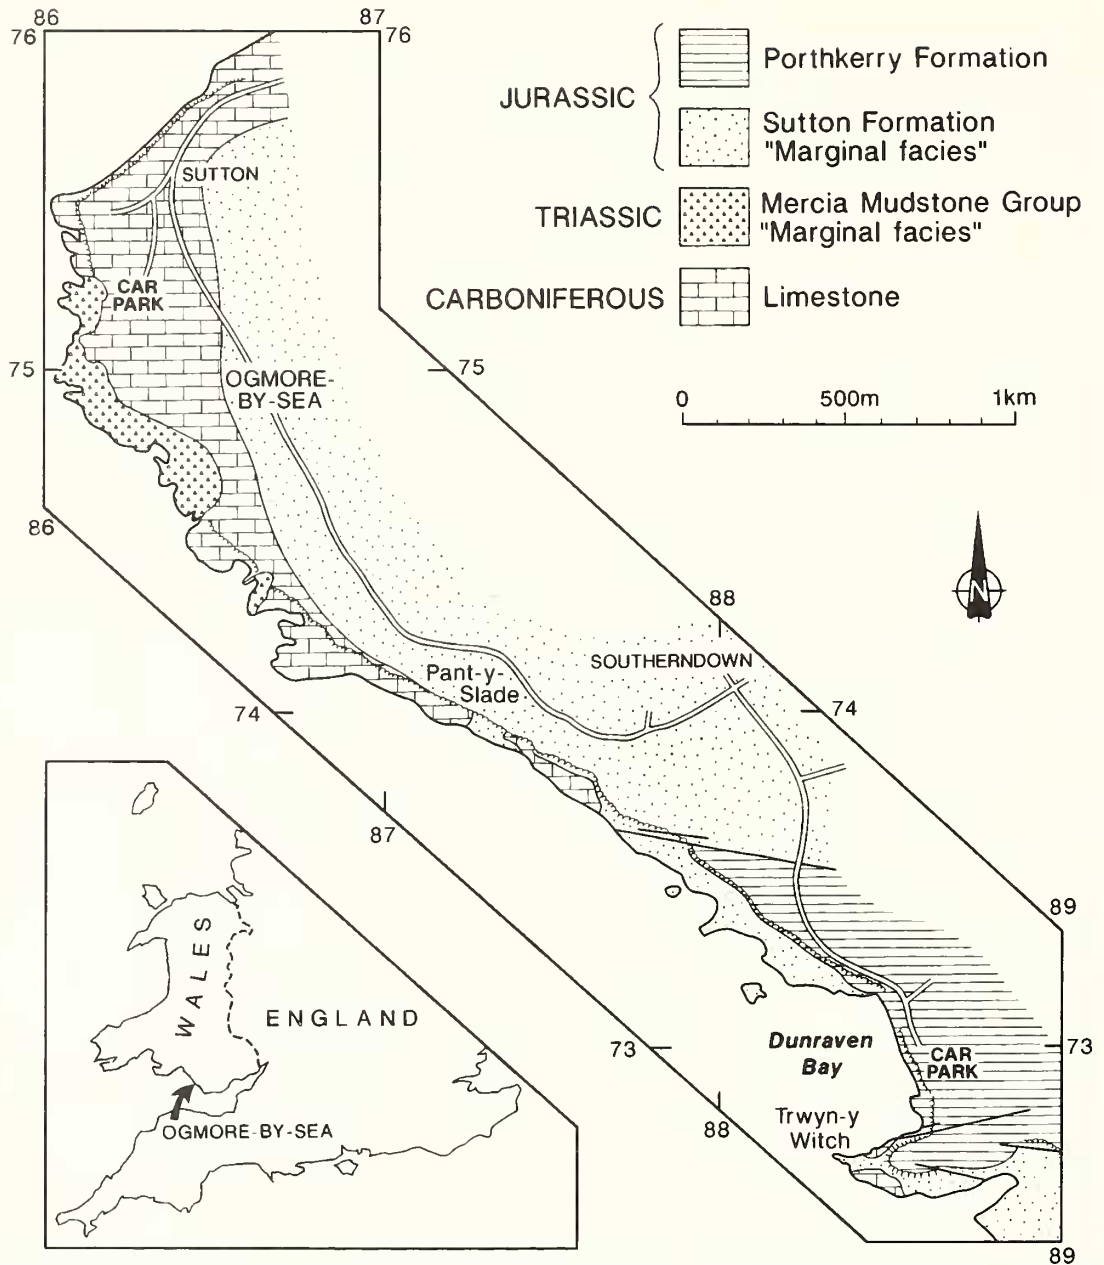 86
87
76
76
JURASSIC
Porthkerry Formation
Sutton Formation
"Marginal facies"
TRIASSIC
Mercia Mudstone Group
"Marginal facies"
CARBONIFEROUS
Limestone
SUTTON
CAR
PARK
75
75
OGMORE-
BY-SEA
0 500m 1km
86
N
88
SOUTHERNDOWN
Pant-y-
Slade
74
74
87
89
WALES
ENGLAND
OGMORE-BY-SEA
Dunraven
Bay
CAR
PARK
73
73
Trwyn-y
Witch
88
89